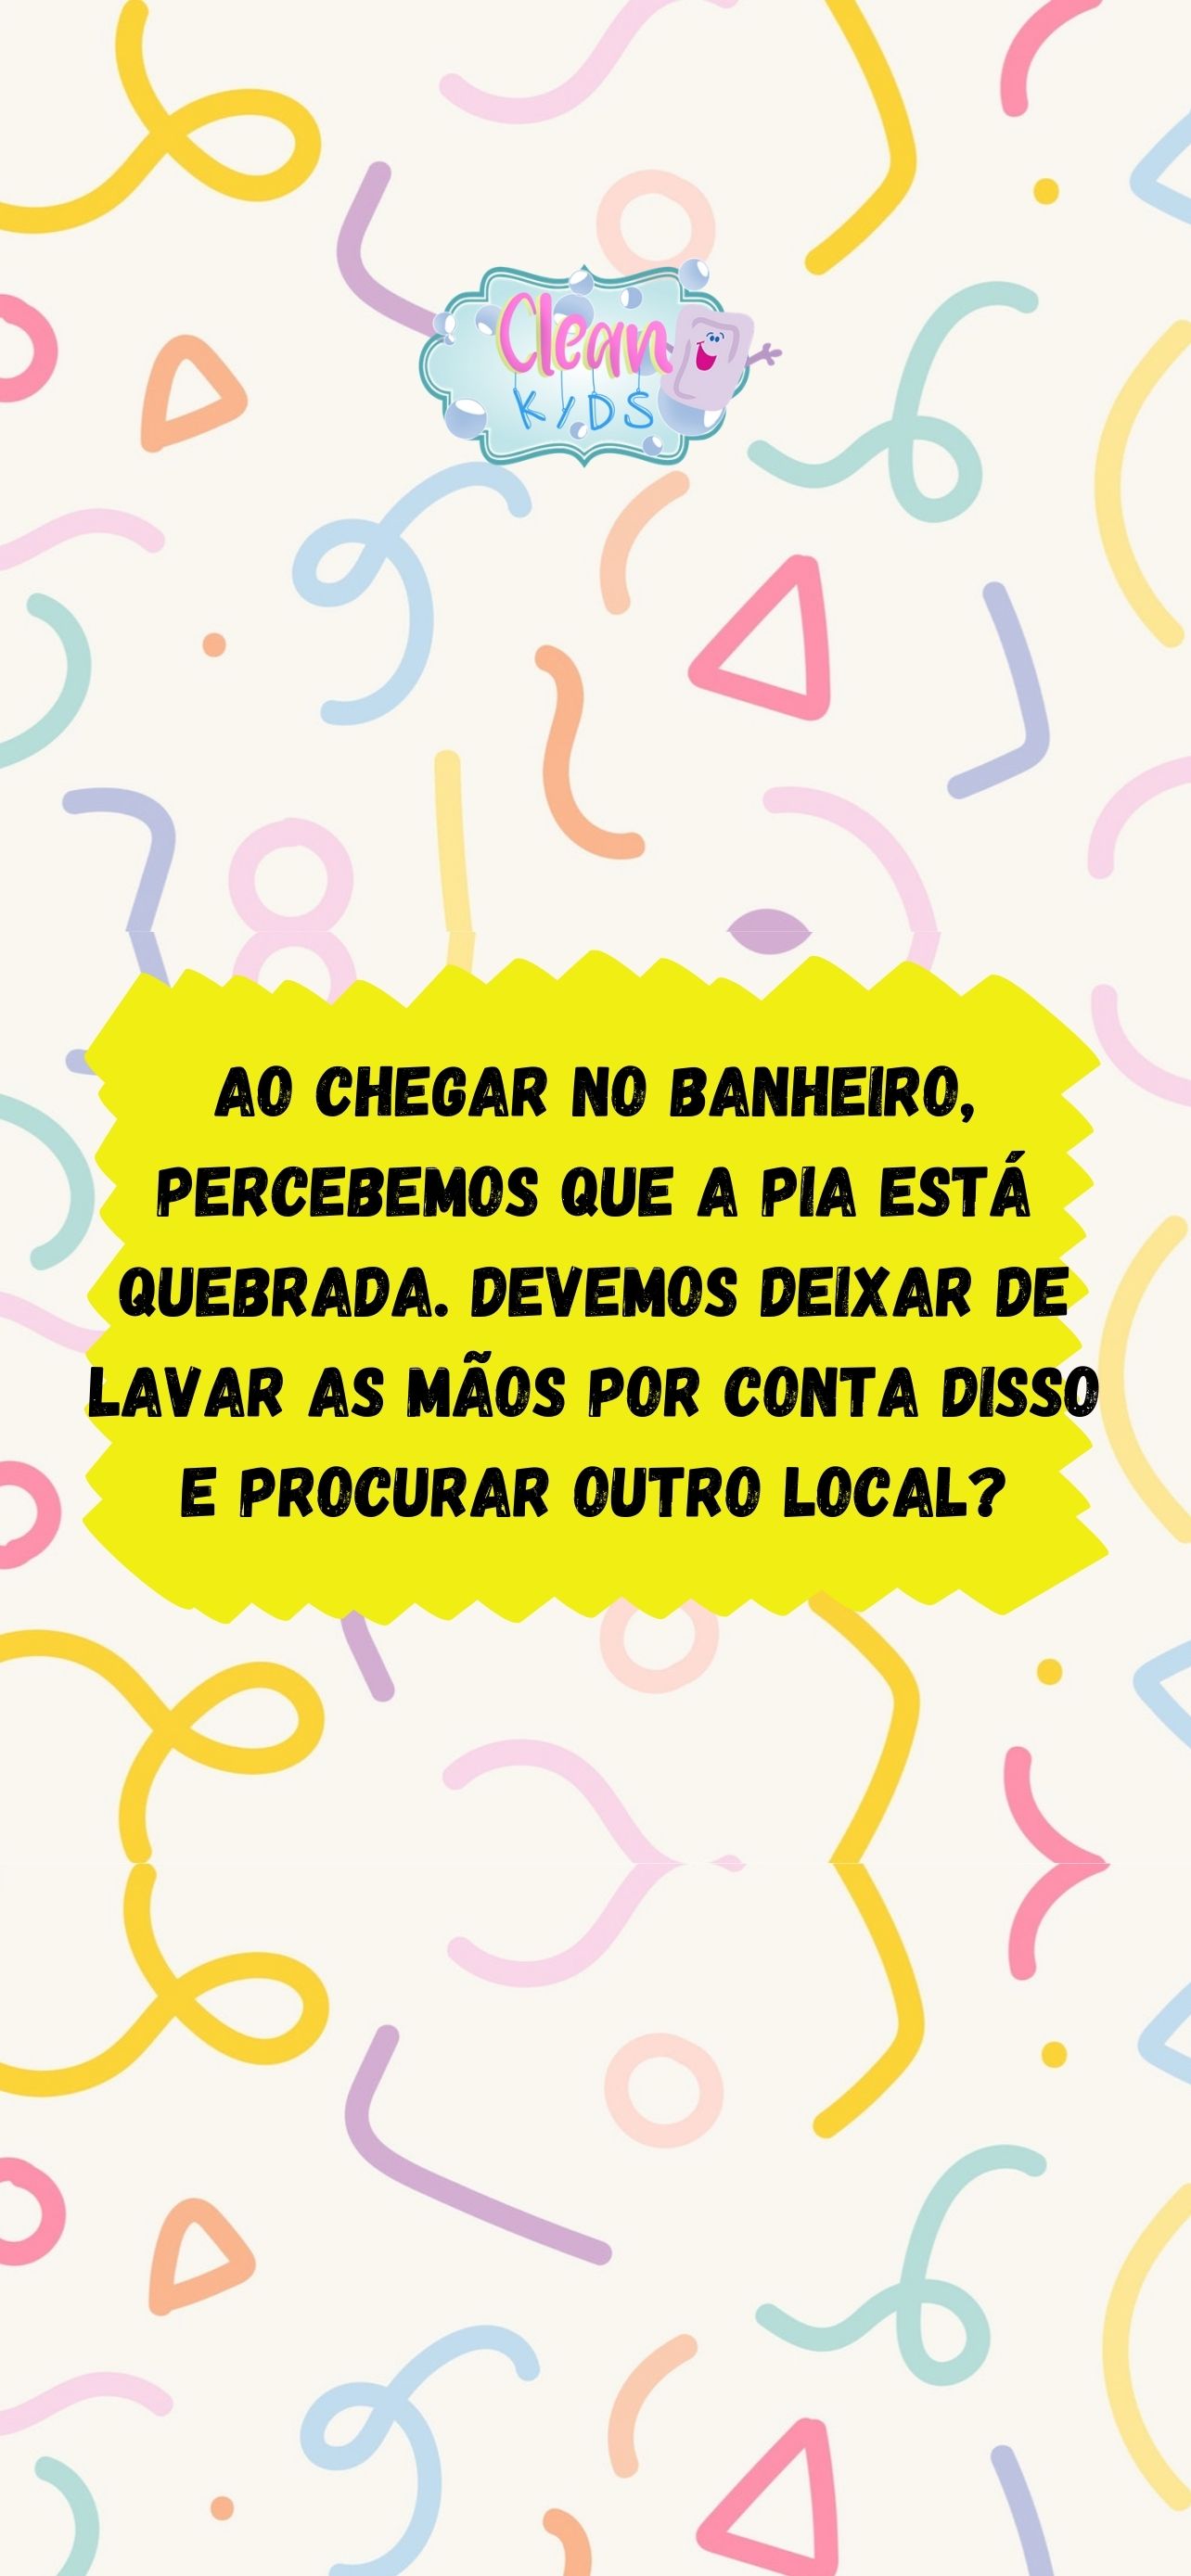 Clean
KIDS
AO CHEGAR NO BANHEIRO,
PERCEBEMOS QUE A PIA ESTÁ
QUEBRADA. DEVEMOS DEIXAR DE
LAVAR AS MÃOS POR CONTA DISSO
E PROCURAR OUTRO LOCAL?